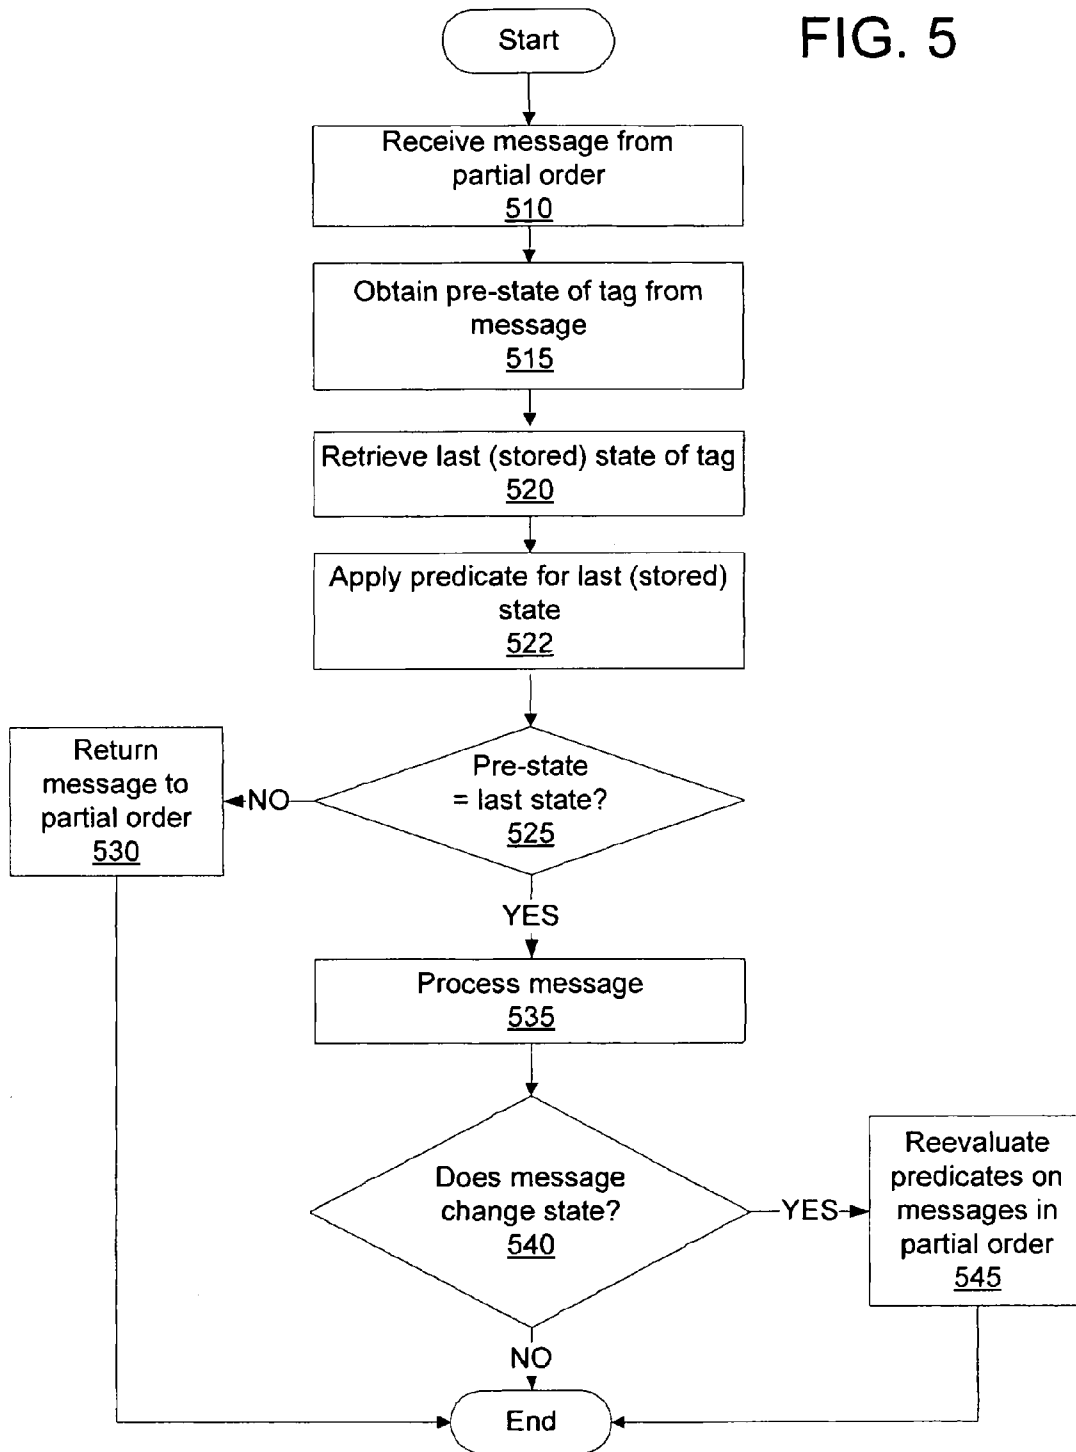 FIG. 5
Start
Receive message from
partial order
510
Obtain pre-state of tag from
message
515
Retrieve last (stored) state of tag
520
Apply predicate for last (stored)
state
522
Pre-state
= last state?
525
NO
Return
message to
partial order
530
YES
Process message
535
Does message
change state?
540
YES
Reevaluate
predicates on
messages in
partial order
545
NO
End